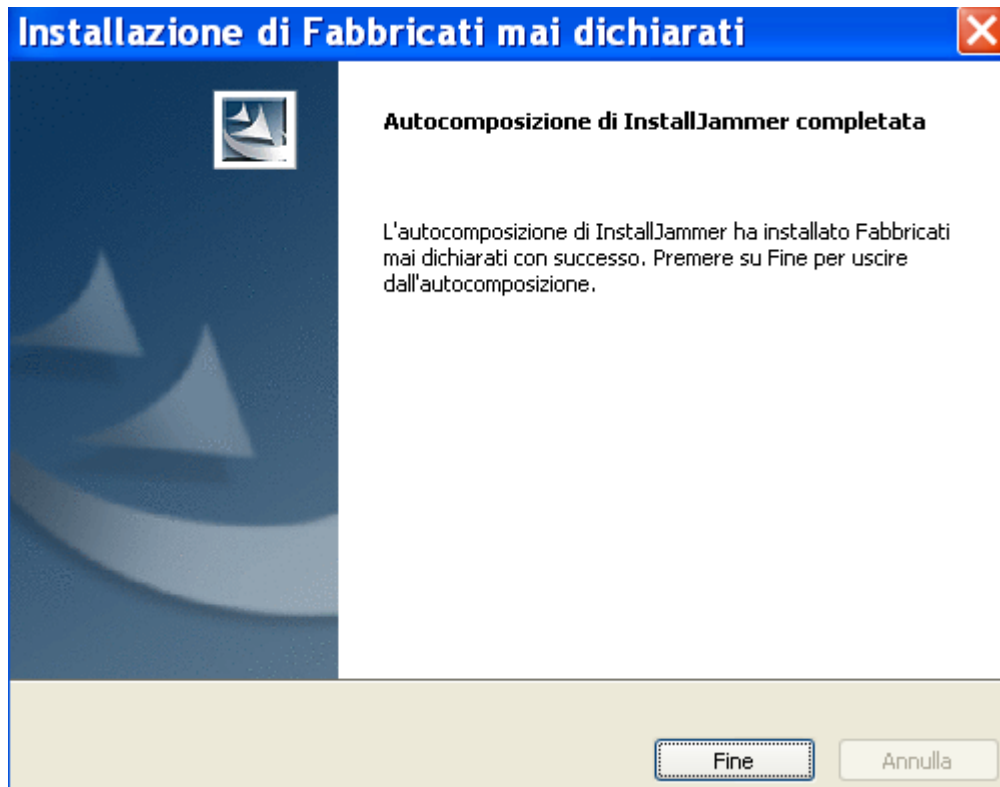 Installazione di Fabbricati mai dichiarati
Autocomposizione di InstallJammer completata
L'autocomposizione di InstallJammer ha installato Fabbricati
mai dichiarati con successo. Premere su Fine per uscire
dall'autocomposizione.
Fine
Annulla